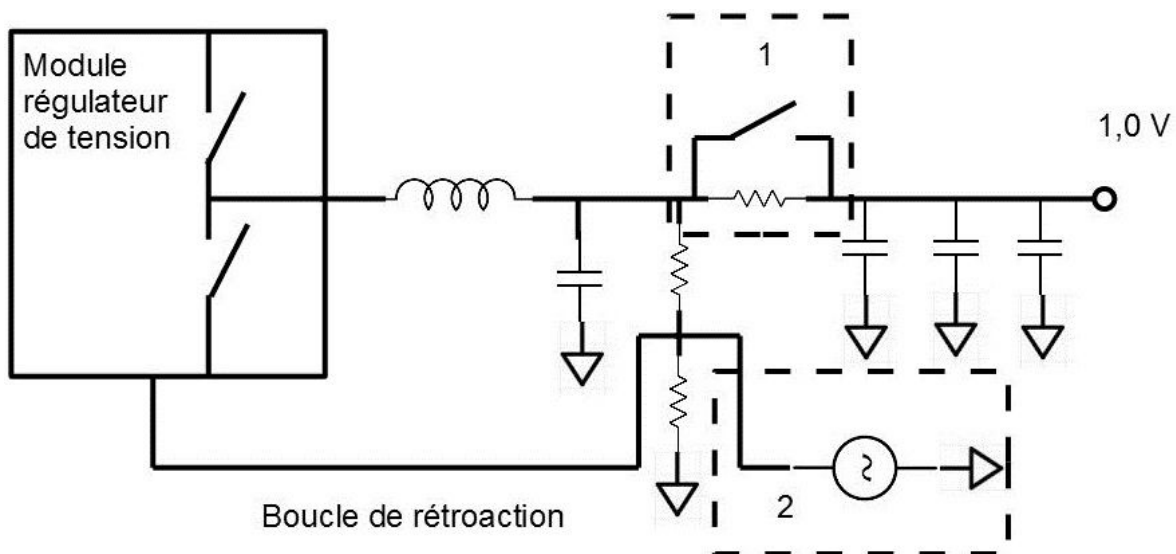 Module
régulateur
de tension
1
1,0 V
2
Boucle de rétroaction